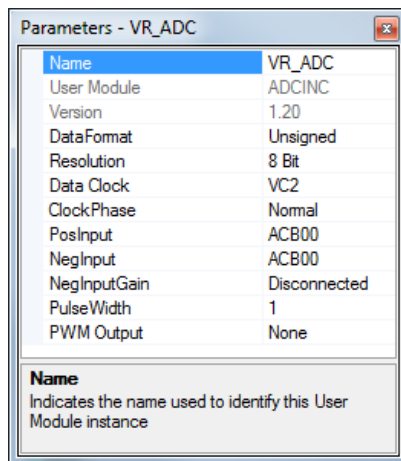 Parameters - VR_ADC
Name VR_ADC
User Module ADCINC
Version 1.20
DataFormat Unsigned
Resolution 8 Bit
Data Clock VC2
ClockPhase Normal
PosInput ACB00
NegInput ACB00
NegInputGain Disconnected
PulseWidth 1
PWM Output None
Name
Indicates the name used to identify this User
Module instance